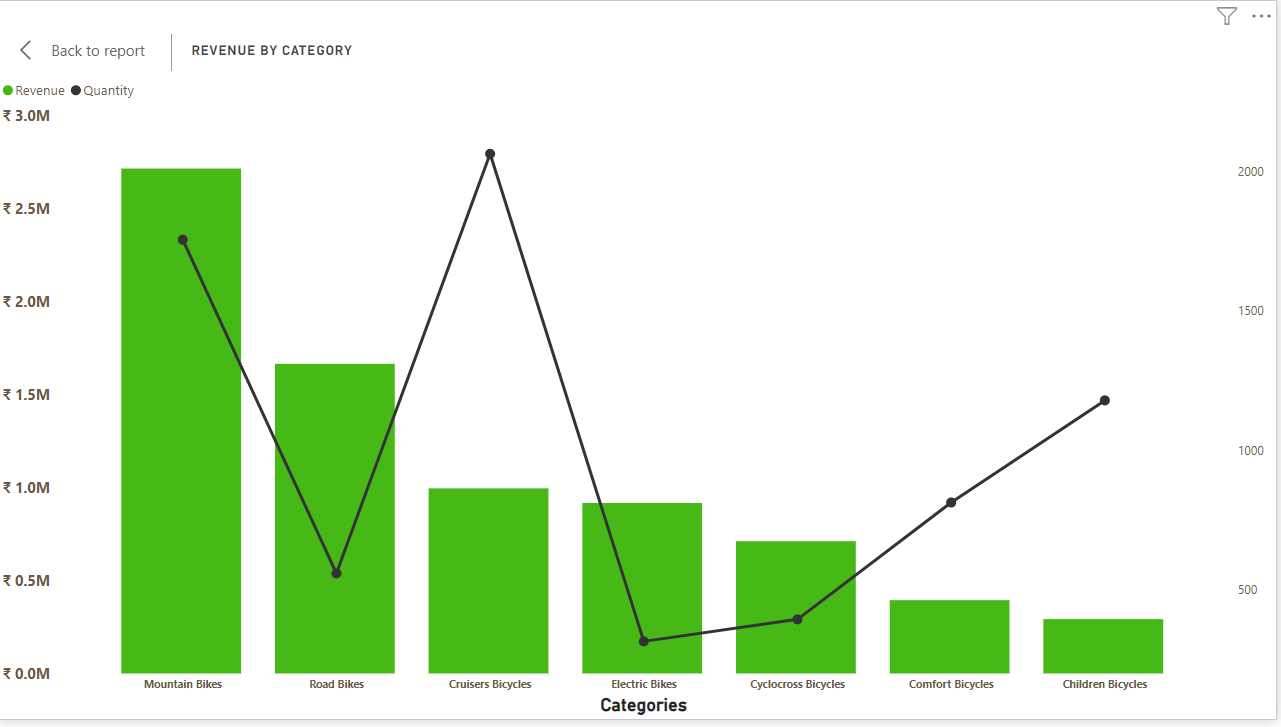 Back to report REVENUE BY CATEGORY
Revenue Quantity
₹ 3.0M
₹ 2.5M
₹ 2.0M
₹ 1.5M
₹ 1.0M
₹ 0.5M
₹ 0.0M
2000
1500
1000
500
Mountain Bikes Road Bikes Cruisers Bicycles Electric Bikes Cyclocross Bicycles Comfort Bicycles Children Bicycles
Categories